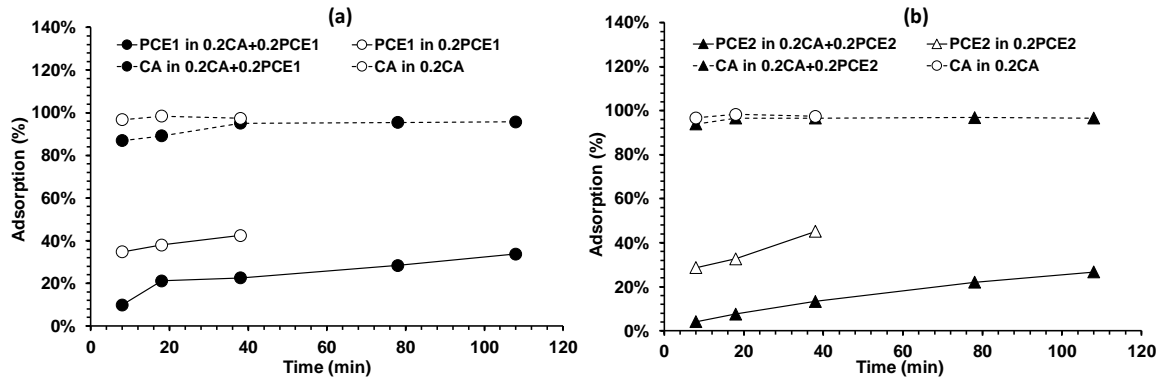 (a)
140%
120%
100%
80%
60%
40%
20%
0%
Adsorption (%)
PCE1 in 0.2CA+0.2PCE1
PCE1 in 0.2PCE1
CA in 0.2CA+0.2PCE1
CA in 0.2CA
0 20 40 60 80 100 120
Time (min)
(b)
140%
120%
100%
80%
60%
40%
20%
0%
Adsorption (%)
PCE2 in 0.2CA+0.2PCE2
PCE2 in 0.2PCE2
CA in 0.2CA+0.2PCE2
CA in 0.2CA
0 20 40 60 80 100 120
Time (min)